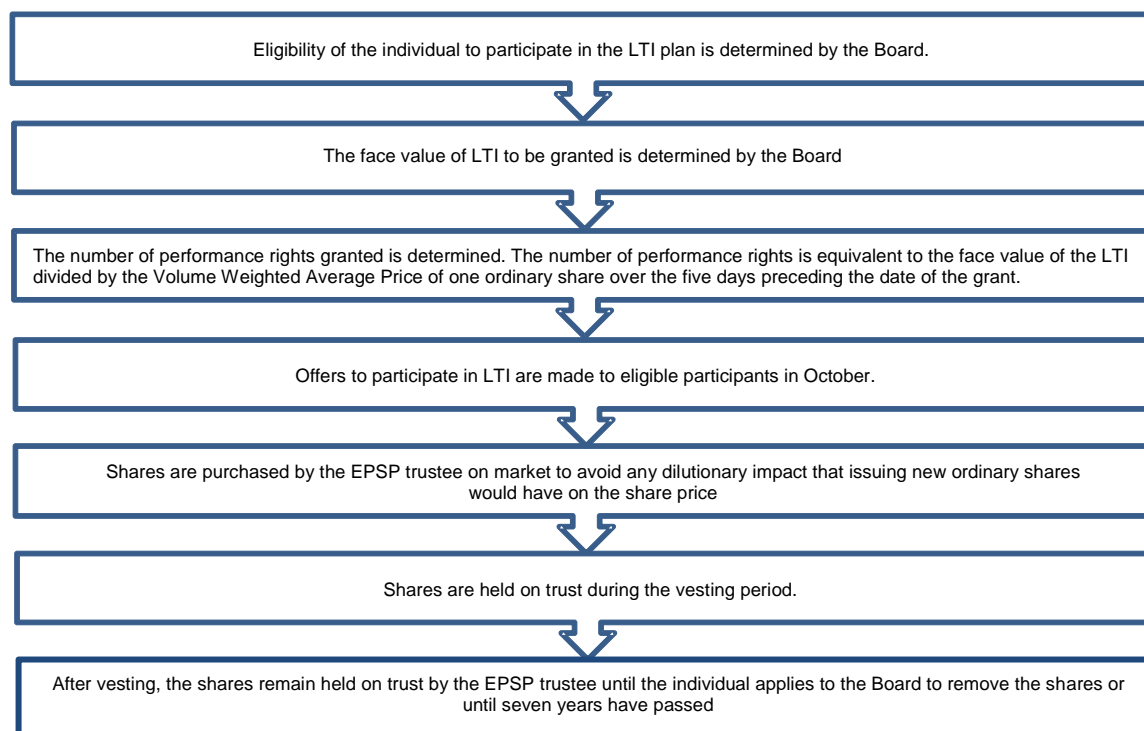 Eligibility of the individual to participate in the LTI plan is determined by the Board.
The face value of LTI to be granted is determined by the Board
The number of performance rights granted is determined. The number of performance rights is equivalent to the face value of the LTI
divided by the Volume Weighted Average Price of one ordinary share over the five days preceding the date of the grant.
Offers to participate in LTI are made to eligible participants in October.
Shares are purchased by the EPSP trustee on market to avoid any dilutionary impact that issuing new ordinary shares
would have on the share price
Shares are held on trust during the vesting period.
After vesting, the shares remain held on trust by the EPSP trustee until the individual applies to the Board to remove the shares or
until seven years have passed